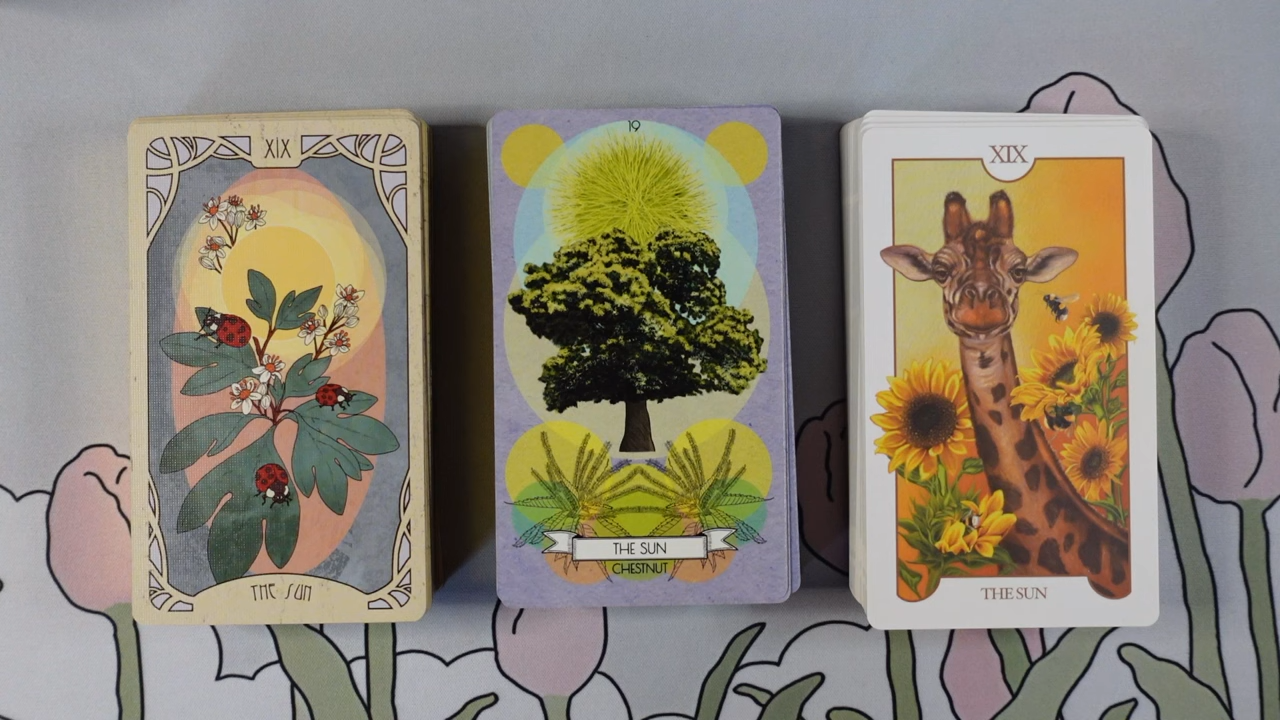 XIX
THE SUN
19
THE SUN
CHESTNUT
XIX
THE SUN